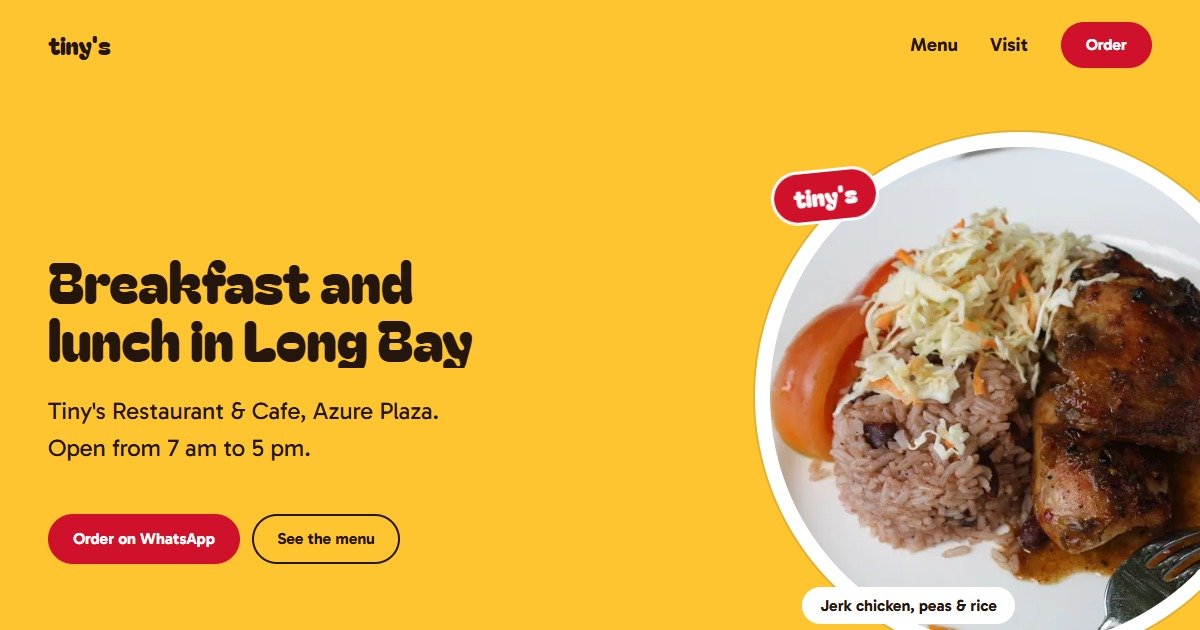 tiny's
Menu
Visit
Order
tiny's
Breakfast and
lunch in Long Bay
Tiny's Restaurant & Cafe, Azure Plaza.
Open from 7 am to 5 pm.
Order on WhatsApp
See the menu
Jerk chicken, peas & rice